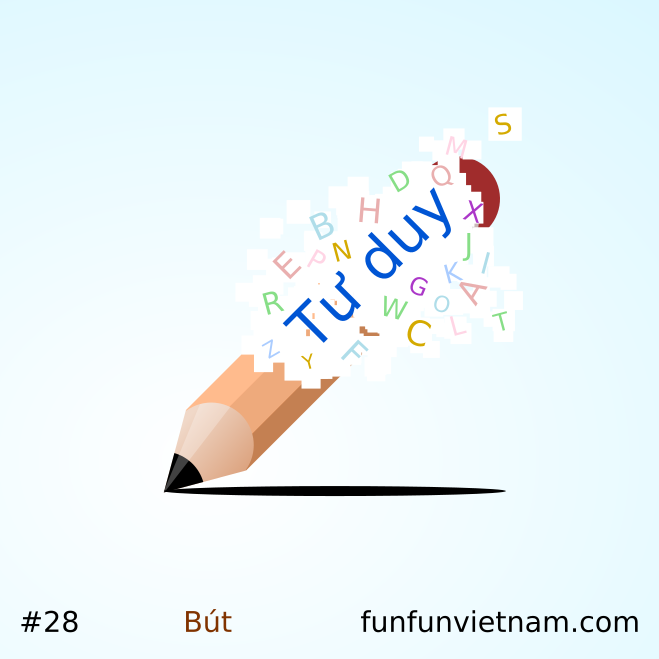 S
M
D Q
B H X
E P N J
K I
R G A
W O
C L T
Z Y F
Tư duy
#28 Bút funfunvietnam.com